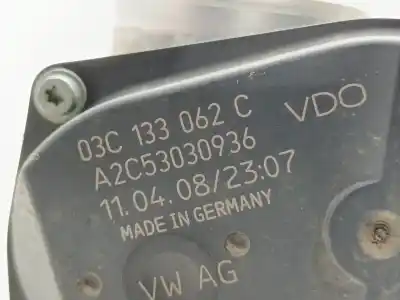 03C 133 062 C VDO
A2C53030936
11.04.08/23:07
MADE IN GERMANY
VW AG